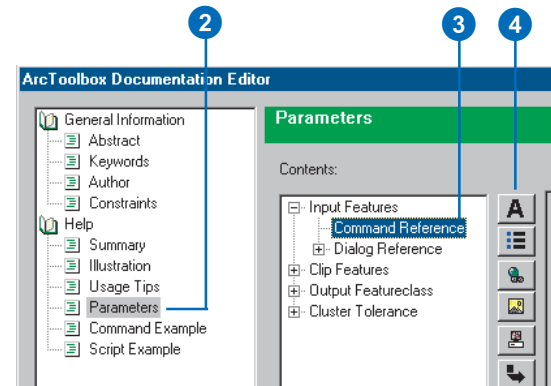 2 3 4
ArcToolbox Documentation Editor
General Information
Abstract
Keywords
Author
Constraints
Help
Summary
Illustration
Usage Tips
Parameters
Command Example
Script Example
Parameters
Contents:
Input Features
Command Reference
Dialog Reference
Clip Features
Output Featureclass
Cluster Tolerance
A